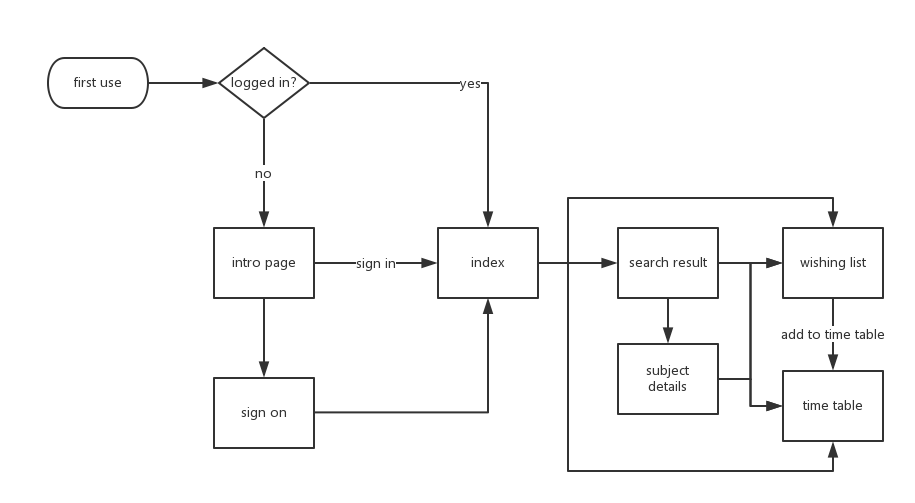 first use
logged in?
yes
no
intro page
sign in
index
search result
wishing list
add to time table
subject
details
sign on
time table